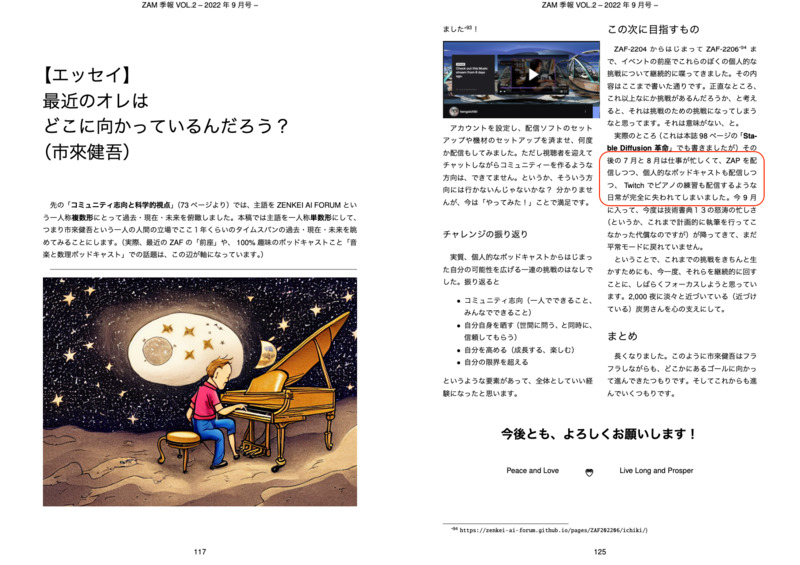 ZAM 季報 VOL.2 – 2022 年 9 月号 –
【エッセイ】
最近のオレは
どこに向かっているんだろう？
（市來健吾）
先の「コミュニティ志向と科学的視点」（73 ページより）では、主語を ZENKEI AI FORUM とい
う一人称複数形にとって過去・現在・未来を俯瞰しました。本稿では主語を一人称単数形にして、
つまり市來健吾という一人の人間の立場でここ 1 年くらいのタイムスパンの過去・現在・未来を眺
めてみることにします。（実際、最近の ZAF の「前座」や、 100% 趣味のポッドキャストこと「音
楽と数理ポッドキャスト」での話題は、この辺が軸になっています。）
117
ZAM 季報 VOL.2 – 2022 年 9 月号 –
ました*93！
Check out this Music
stream from 6 days
ago.
アカウントを設定し、配信ソフトのセット
アップや機材のセットアップを済ませ、何度
か配信もしてみました。ただし視聴者を迎えて
チャットしながらコミュニティーを作るような
方向は、できてません。というか、そういう方
向には行かないんじゃないかな？ 分かりませ
んが、今は「やってみた！」ことで満足です。
チャレンジの振り返り
実質、個人的なポッドキャストからはじまっ
た自分の可能性を広げる一連の挑戦のはなしで
した。振り返ると
• コミュニティ志向（一人でできること、
みんなでできること）
• 自分自身を晒す（世間に問う、と同時に、
信頼してもらう）
• 自分を高める（成長する、楽しむ）
• 自分の限界を超える
というような要素があって、全体としていい経
験になったと思います。
この次に目指すもの
ZAF-2204 からはじまって ZAF-2206*94 ま
で、イベントの前座でこれらのぼくの個人的な
挑戦について継続的に喋ってきました。その内
容はここまで書いた通りです。正直なところ、
これ以上なにか挑戦があるんだろうか、と考え
ると、それは挑戦のための挑戦になってしまう
なと思ってます。それは意味がない、と。
実際のところ（これは本誌 98 ページの「Sta-
ble Diffusion 革命」でも書きましたが）その
後の 7 月と 8 月は仕事が忙しくて、ZAP を配
信しつつ、個人的なポッドキャストも配信しつ
つ、 Twitch でピアノの練習も配信するような
日常が完全に失われてしまいました。今 9 月
に入って、今度は技術書典１３の怒涛の忙しさ
（というか、これまで計画的に執筆を行ってこ
なかった代償なのですが）が降ってきて、まだ
平常モードに戻れていません。
ということで、これまでの挑戦をきちんと生
かすためにも、今一度、それらを継続的に回す
ことに、しばらくフォーカスしようと思ってい
ます。2,000 夜に淡々と近づいている（近づけ
ている）炭男さんを心の支えにして。
まとめ
長くなりました。このように市來健吾はフラ
フラしながらも、どこかにあるゴールに向かっ
て進んできたつもりです。そしてこれからも進
んでいくつもりです。
今後とも、よろしくお願いします！
Peace and Love Live Long and Prosper
*94 https://zenkei-ai-forum.github.io/pages/ZAF202206/ichiki/)
125